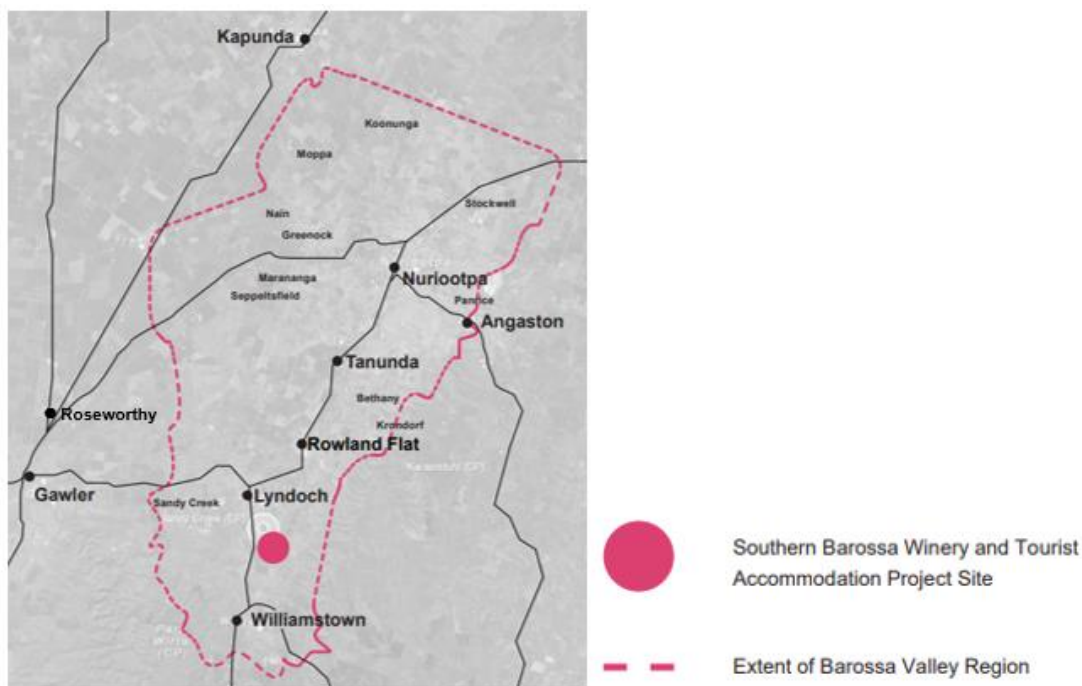 Kapunda
Koonunga
Moppa
Stockwell
Nain
Greenock
Nuriootpa
Marananga
Seppeltsfield
Penrice
Angaston
Tanunda
Bethany
Roseworthy
Krondorf
Rowland Flat
Gawler
Sandy Creek
Lyndoch
Williamstown
Southern Barossa Winery and Tourist
Accommodation Project Site
Extent of Barossa Valley Region